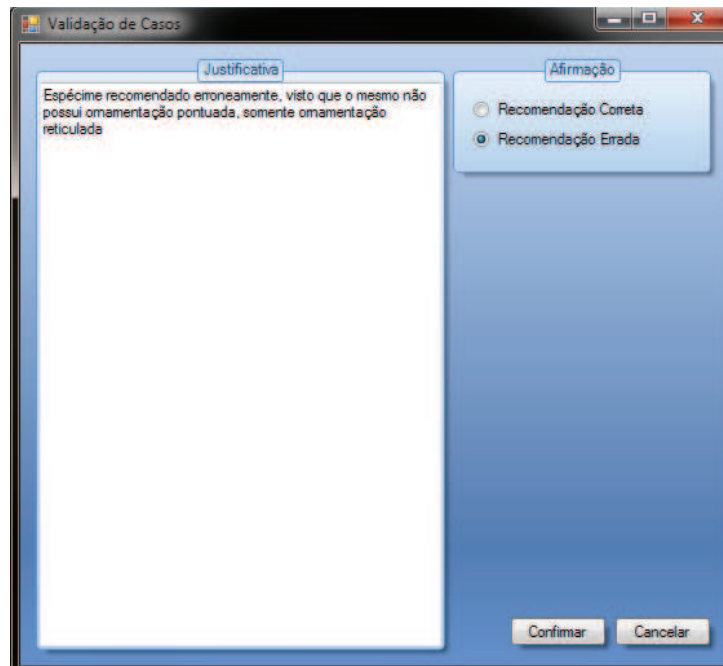 Validação de Casos
Justificativa
Espécime recomendado erroneamente, visto que o mesmo não
possui ornamentação pontuada, somente ornamentação
reticulada
Afirmação
Recomendação Correta
Recomendação Errada
Confirmar
Cancelar